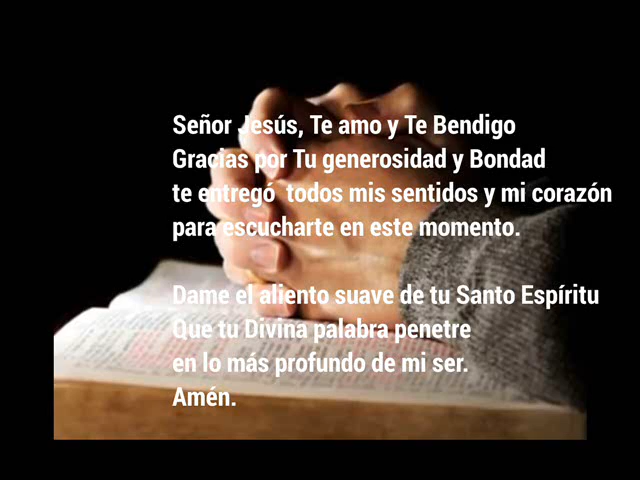 Señor Jesús, Te amo y Te Bendigo
Gracias por Tu generosidad y Bondad
te entregó todos mis sentidos y mi corazón
para escucharte en este momento.
Dame el aliento suave de tu Santo Espíritu
Que tu Divina palabra penetre
en lo más profundo de mi ser.
Amén.